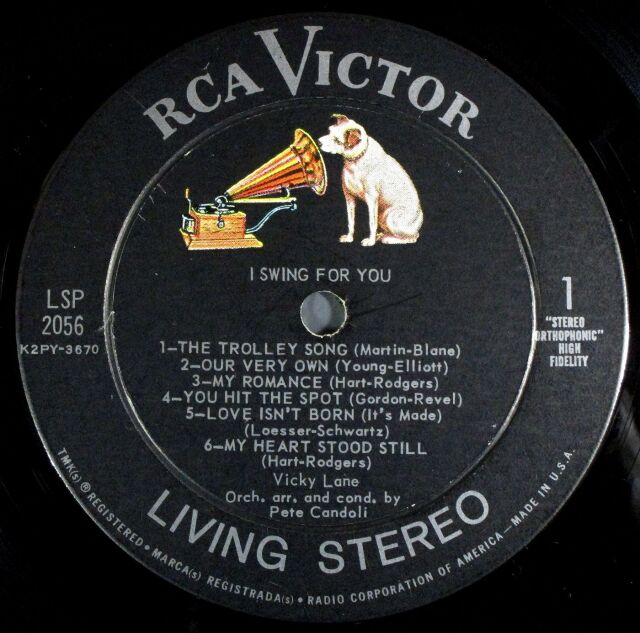 RCA VICTOR
I SWING FOR YOU
LSP
2056
K2PY-3670
1
"STEREO
ORTHOPHONIC"
HIGH
FIDELITY
1—THE TROLLEY SONG (Martin-Blane)
2—OUR VERY OWN (Young-Elliott)
3—MY ROMANCE (Hart-Rodgers)
4—YOU HIT THE SPOT (Gordon-Revel)
5—LOVE ISN'T BORN (It's Made)
(Loesser-Schwartz)
6—MY HEART STOOD STILL
(Hart-Rodgers)
Vicky Lane
Orch. arr. and cond. by
Pete Candoli
LIVING STEREO
TMK(s) ® REGISTERED • MARCA(s) REGISTRADA(s) • RADIO CORPORATION OF AMERICA—MADE IN U.S.A.